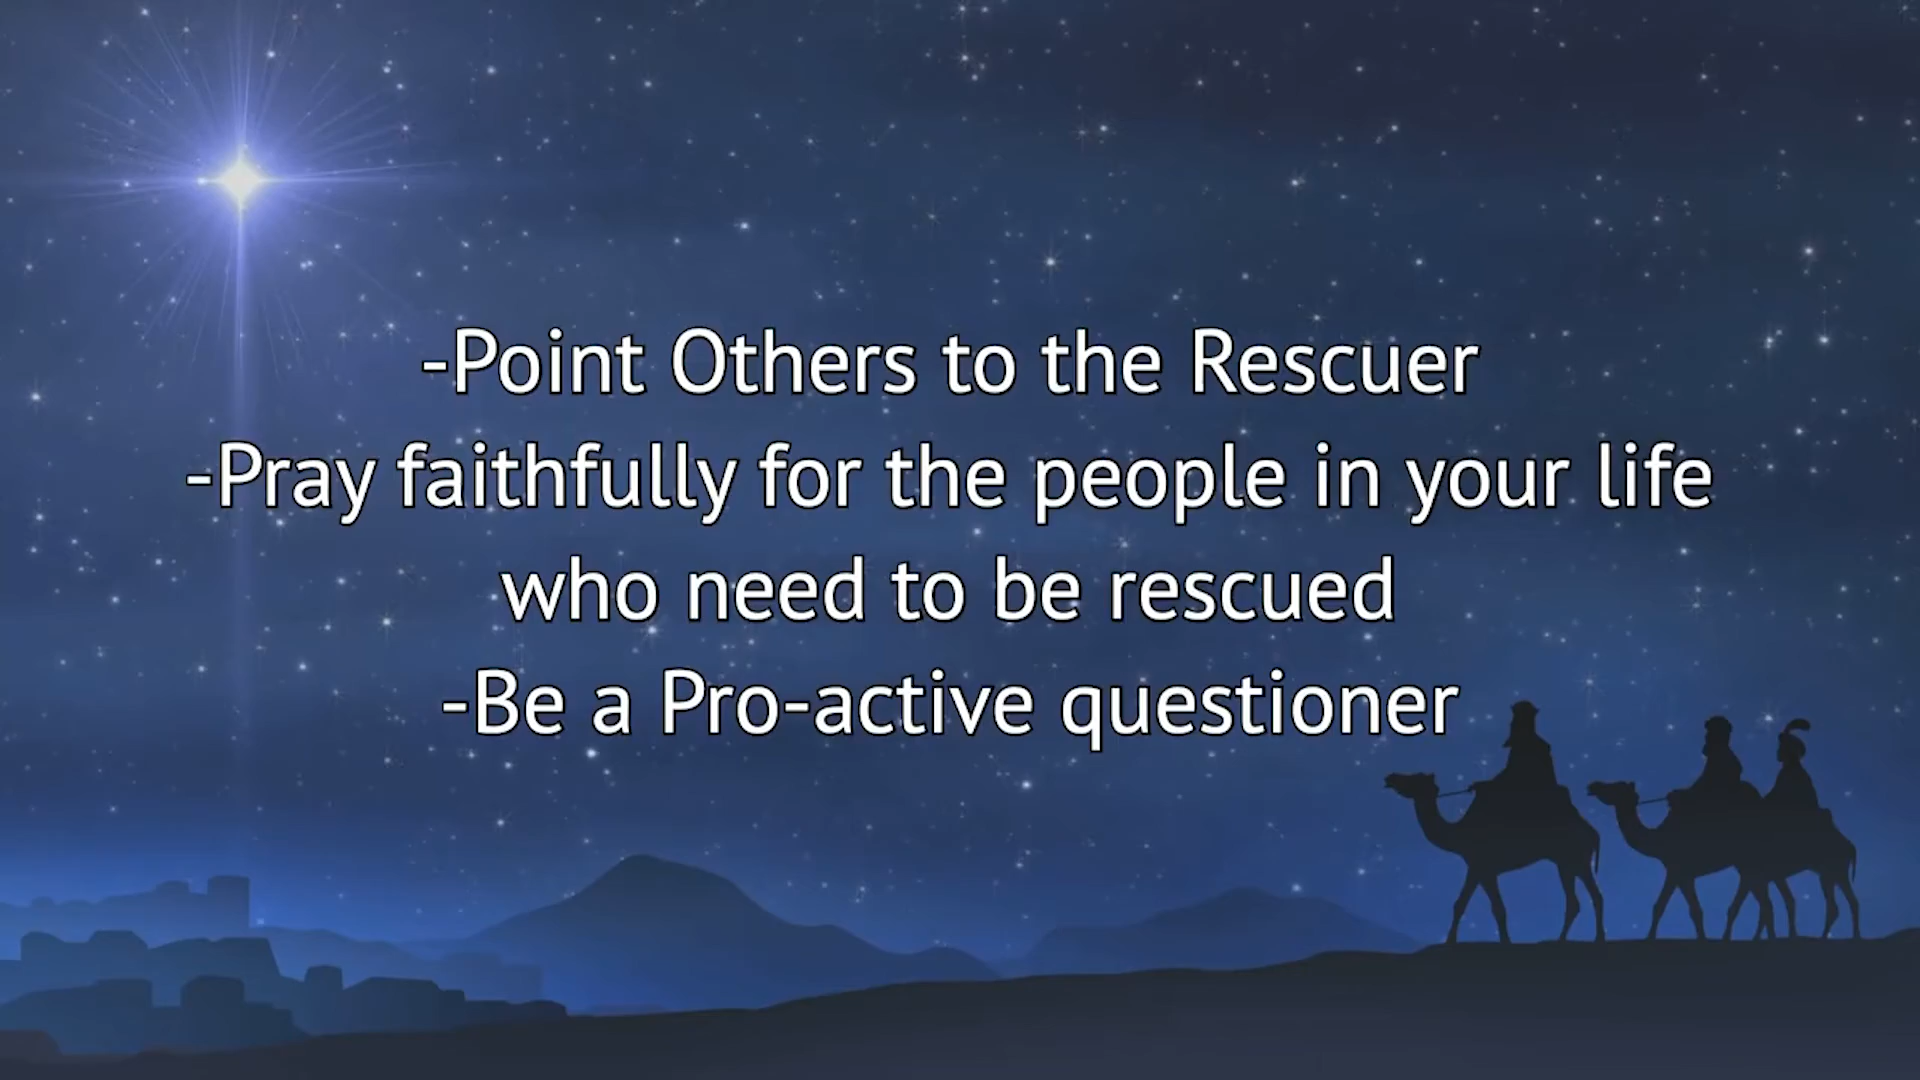 -Point Others to the Rescuer
-Pray faithfully for the people in your life
who need to be rescued
-Be a Pro-active questioner